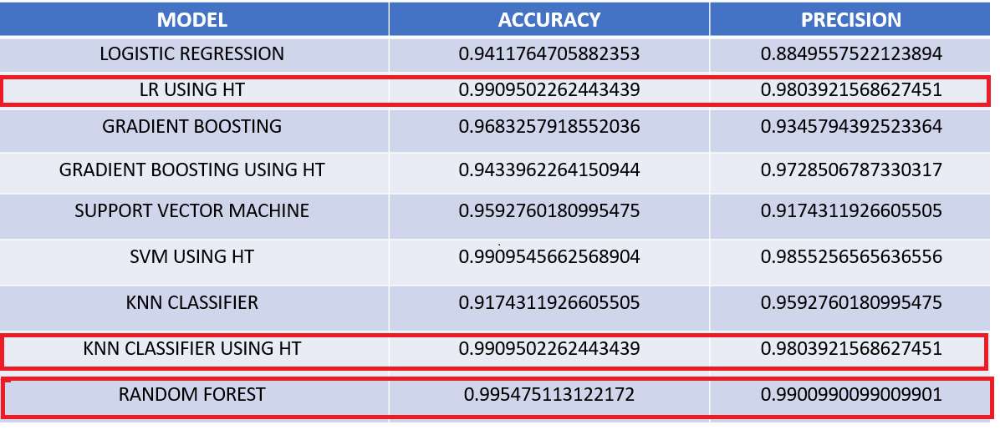 MODEL ACCURACY PRECISION
LOGISTIC REGRESSION 0.9411764705882353 0.8849557522123894
LR USING HT 0.9909502262443439 0.9803921568627451
GRADIENT BOOSTING 0.9683257918552036 0.9345794392523364
GRADIENT BOOSTING USING HT 0.9433962264150944 0.9728506787330317
SUPPORT VECTOR MACHINE 0.9592760180995475 0.9174311926605505
SVM USING HT 0.9909545662568904 0.9855256565636556
KNN CLASSIFIER 0.9174311926605505 0.9592760180995475
KNN CLASSIFIER USING HT 0.9909502262443439 0.9803921568627451
RANDOM FOREST 0.995475113122172 0.9900990099009901